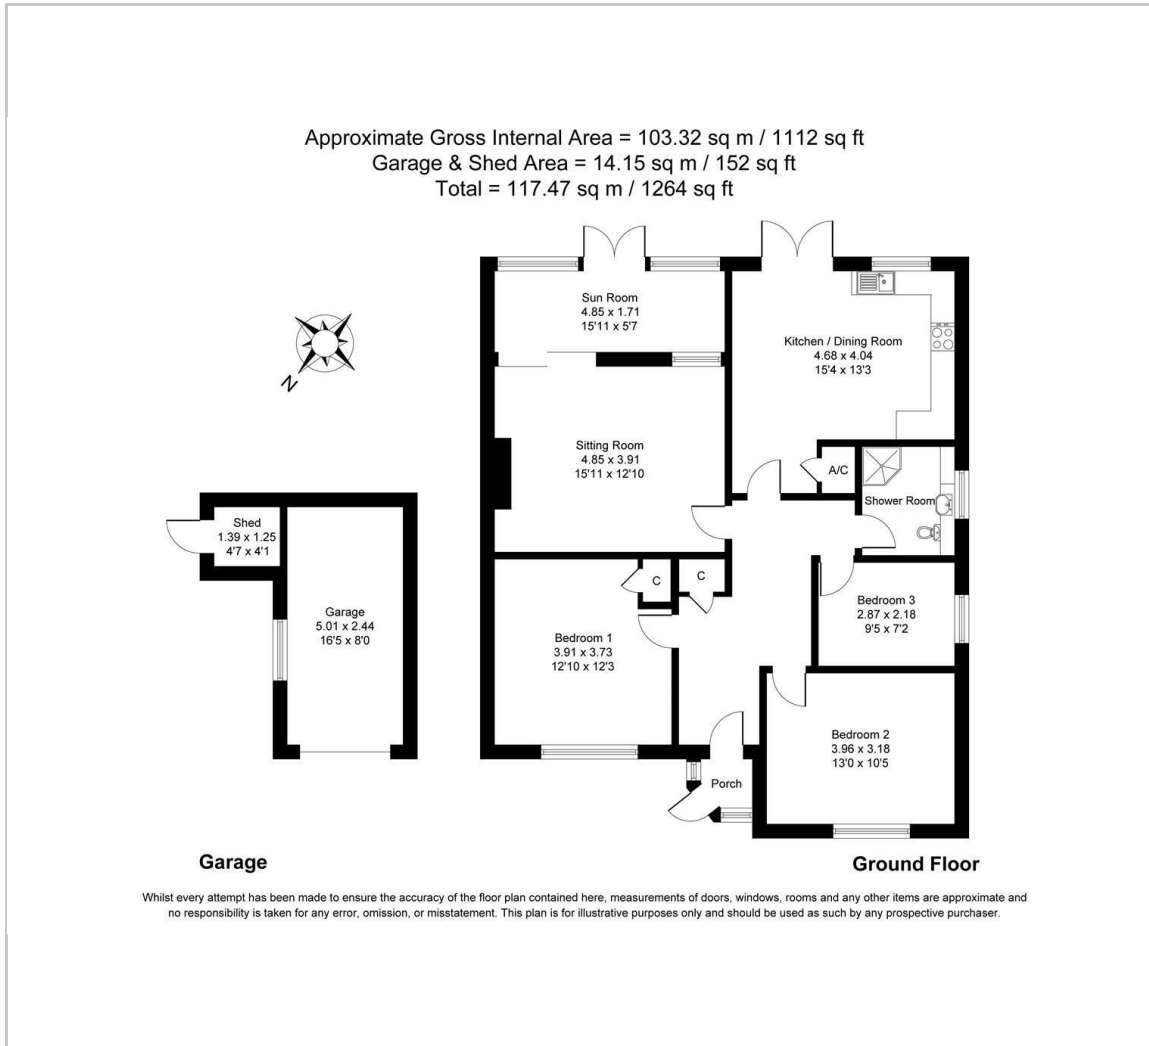 Approximate Gross Internal Area = 103.32 sq m / 1112 sq ft
Garage & Shed Area = 14.15 sq m / 152 sq ft
Total = 117.47 sq m / 1264 sq ft
Sun Room
4.85 x 1.71
15'11 x 5'7
Kitchen / Dining Room
4.68 x 4.04
15'4 x 13'3
N
Sitting Room
4.85 x 3.91
15'11 x 12'10
A/C
Shower Room
Shed
1.39 x 1.25
4'7 x 4'1
C
C
Garage
5.01 x 2.44
16'5 x 8'0
Bedroom 3
2.87 x 2.18
9'5 x 7'2
Bedroom 1
3.91 x 3.73
12'10 x 12'3
Bedroom 2
3.96 x 3.18
13'0 x 10'5
Porch
Garage
Ground Floor
Whilst every attempt has been made to ensure the accuracy of the floor plan contained here, measurements of doors, windows, rooms and any other items are approximate and
no responsibility is taken for any error, omission, or misstatement. This plan is for illustrative purposes only and should be used as such by any prospective purchaser.